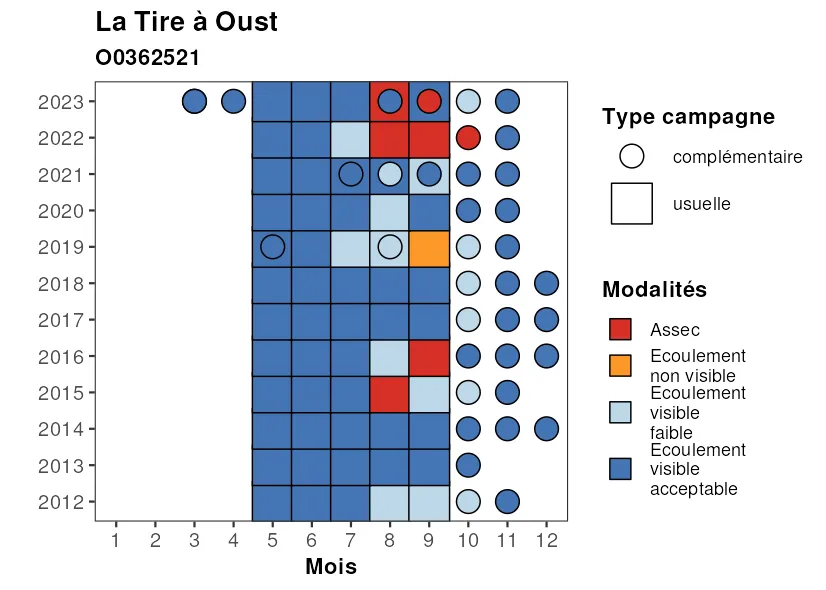 La Tire à Oust
O0362521
2023
2022
2021
2020
2019
2018
2017
2016
2015
2014
2013
2012
1 2 3 4 5 6 7 8 9 10 11 12
Mois
Type campagne
complémentaire
usuelle
Modalités
Assec
Ecoulement
non visible
Ecoulement
visible
faible
Ecoulement
visible
acceptable